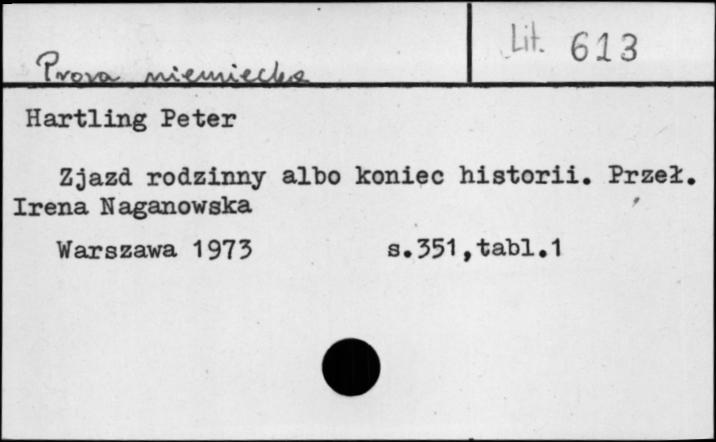 Proza niemiecka
Lit. 613
Hartling Peter
Zjazd rodzinny albo koniec historii. Przeł.
Irena Naganowska
Warszawa 1973 s.351,tabl.1